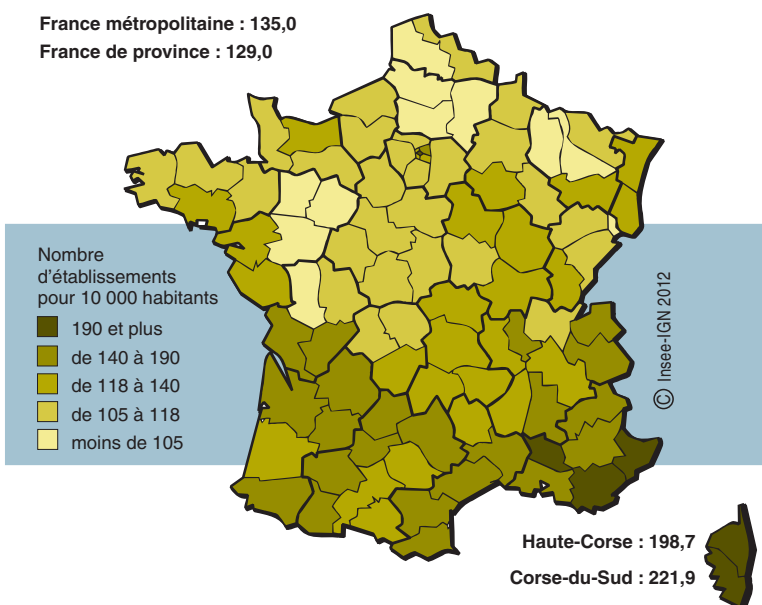 France métropolitaine : 135,0
France de province : 129,0
Nombre
d'établissements
pour 10 000 habitants
190 et plus
de 140 à 190
de 118 à 140
de 105 à 118
moins de 105
© Insee-IGN 2012
Haute-Corse : 198,7
Corse-du-Sud : 221,9